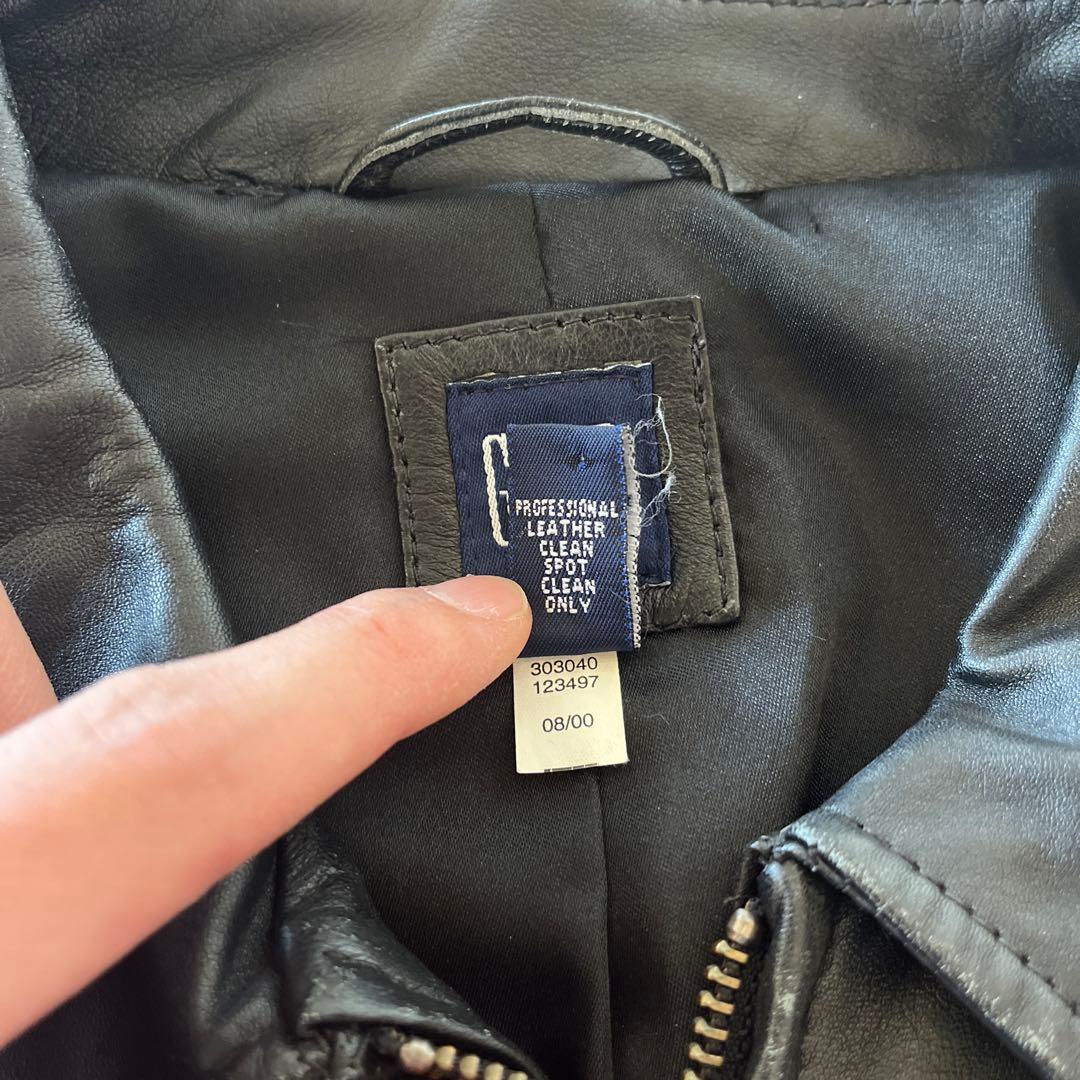 G
PROFESSIONAL
LEATHER
CLEAN
SPOT
CLEAN
ONLY
303040
123497
08/00